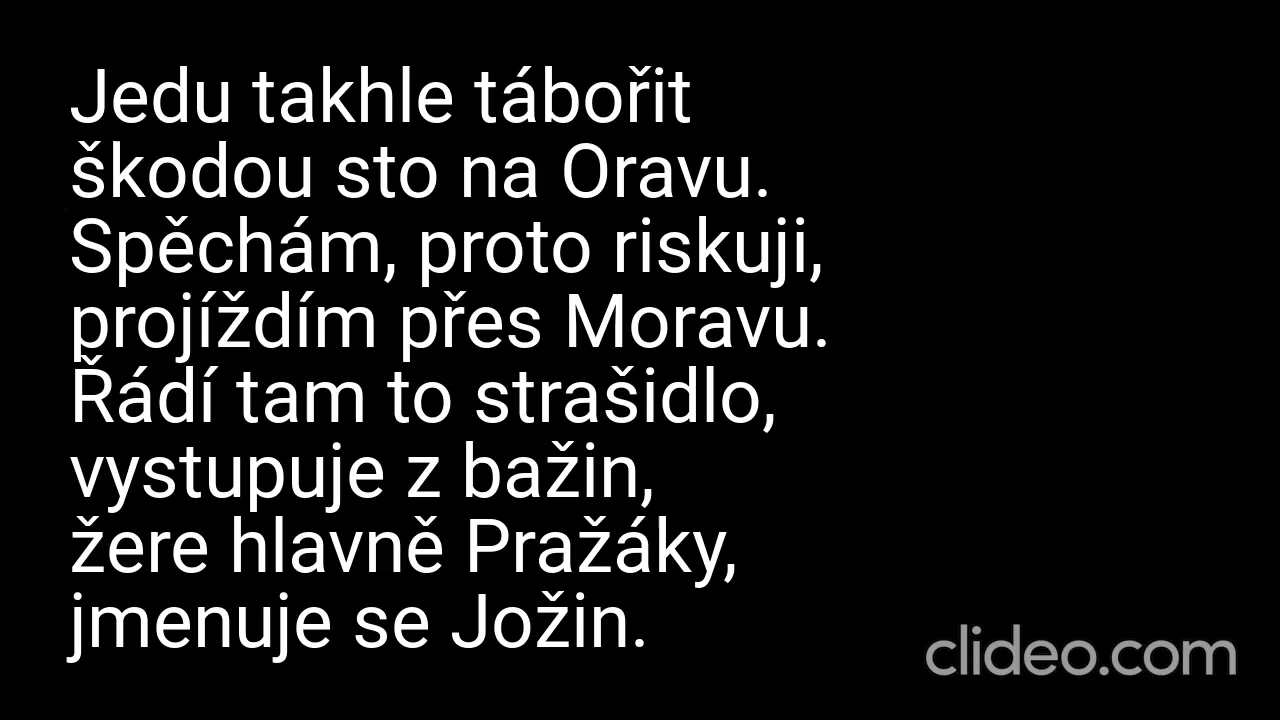 Jedu takhle tábořit
škodou sto na Oravu.
Spěchám, proto riskuji,
projíždím přes Moravu.
Řádí tam to strašidlo,
vystupuje z bažin,
žere hlavně Pražáky,
jmenuje se Jožin.
clideo.com